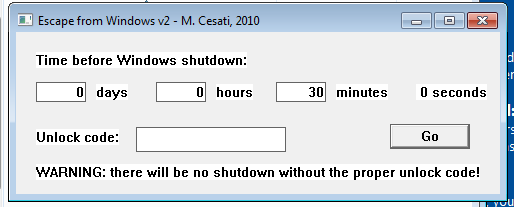 Escape from Windows v2 - M. Cesati, 2010
Time before Windows shutdown:
0 days 0 hours 30 minutes 0 seconds
Unlock code: Go
WARNING: there will be no shutdown without the proper unlock code!